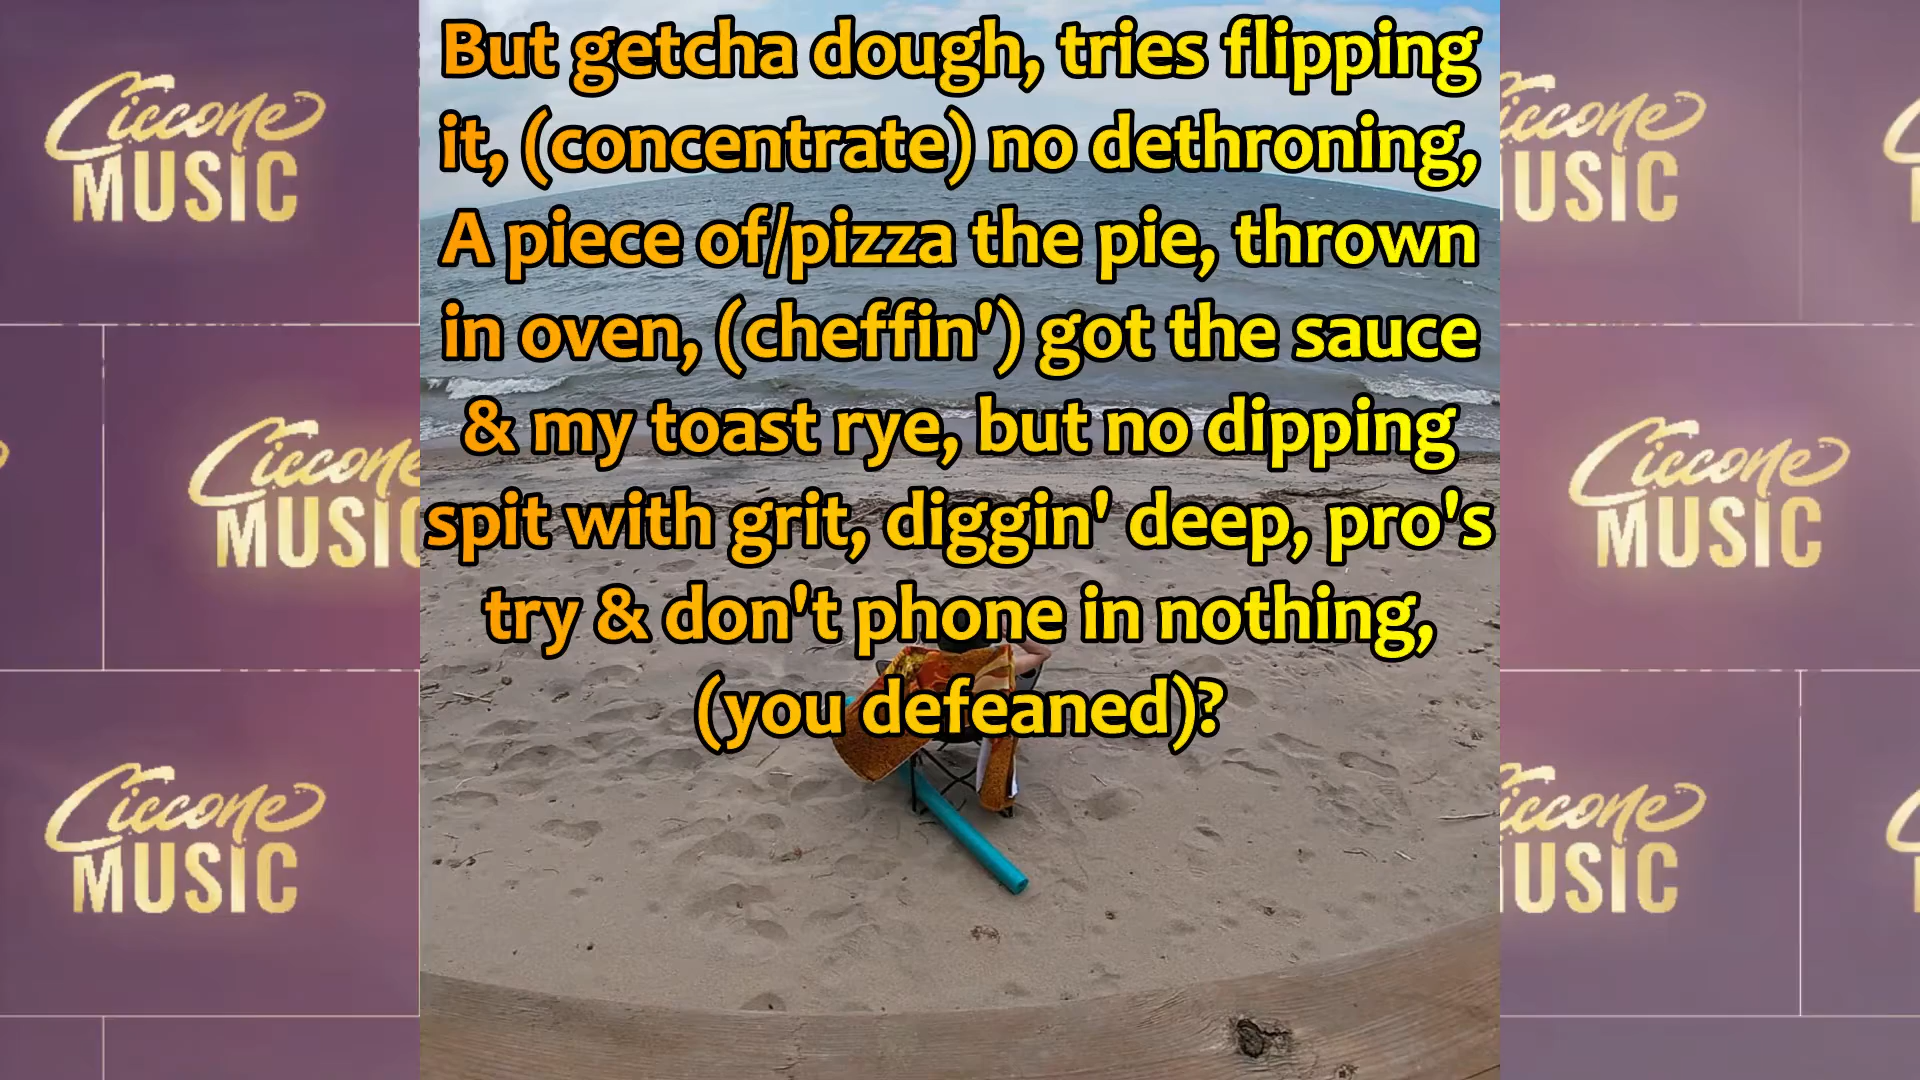 But getcha dough, tries flipping
it, (concentrate) no dethroning,
A piece of/pizza the pie, thrown
in oven, (cheffin') got the sauce
& my toast rye, but no dipping
spit with grit, diggin' deep, pro's
try & don't phone in nothing,
(you defeaned)?
Ciccone
MUSIC
Ciccone
MUSIC
Ciccone
MUSIC
Ciccone
MUSIC
Ciccone
MUSIC
Ciccone
MUSIC